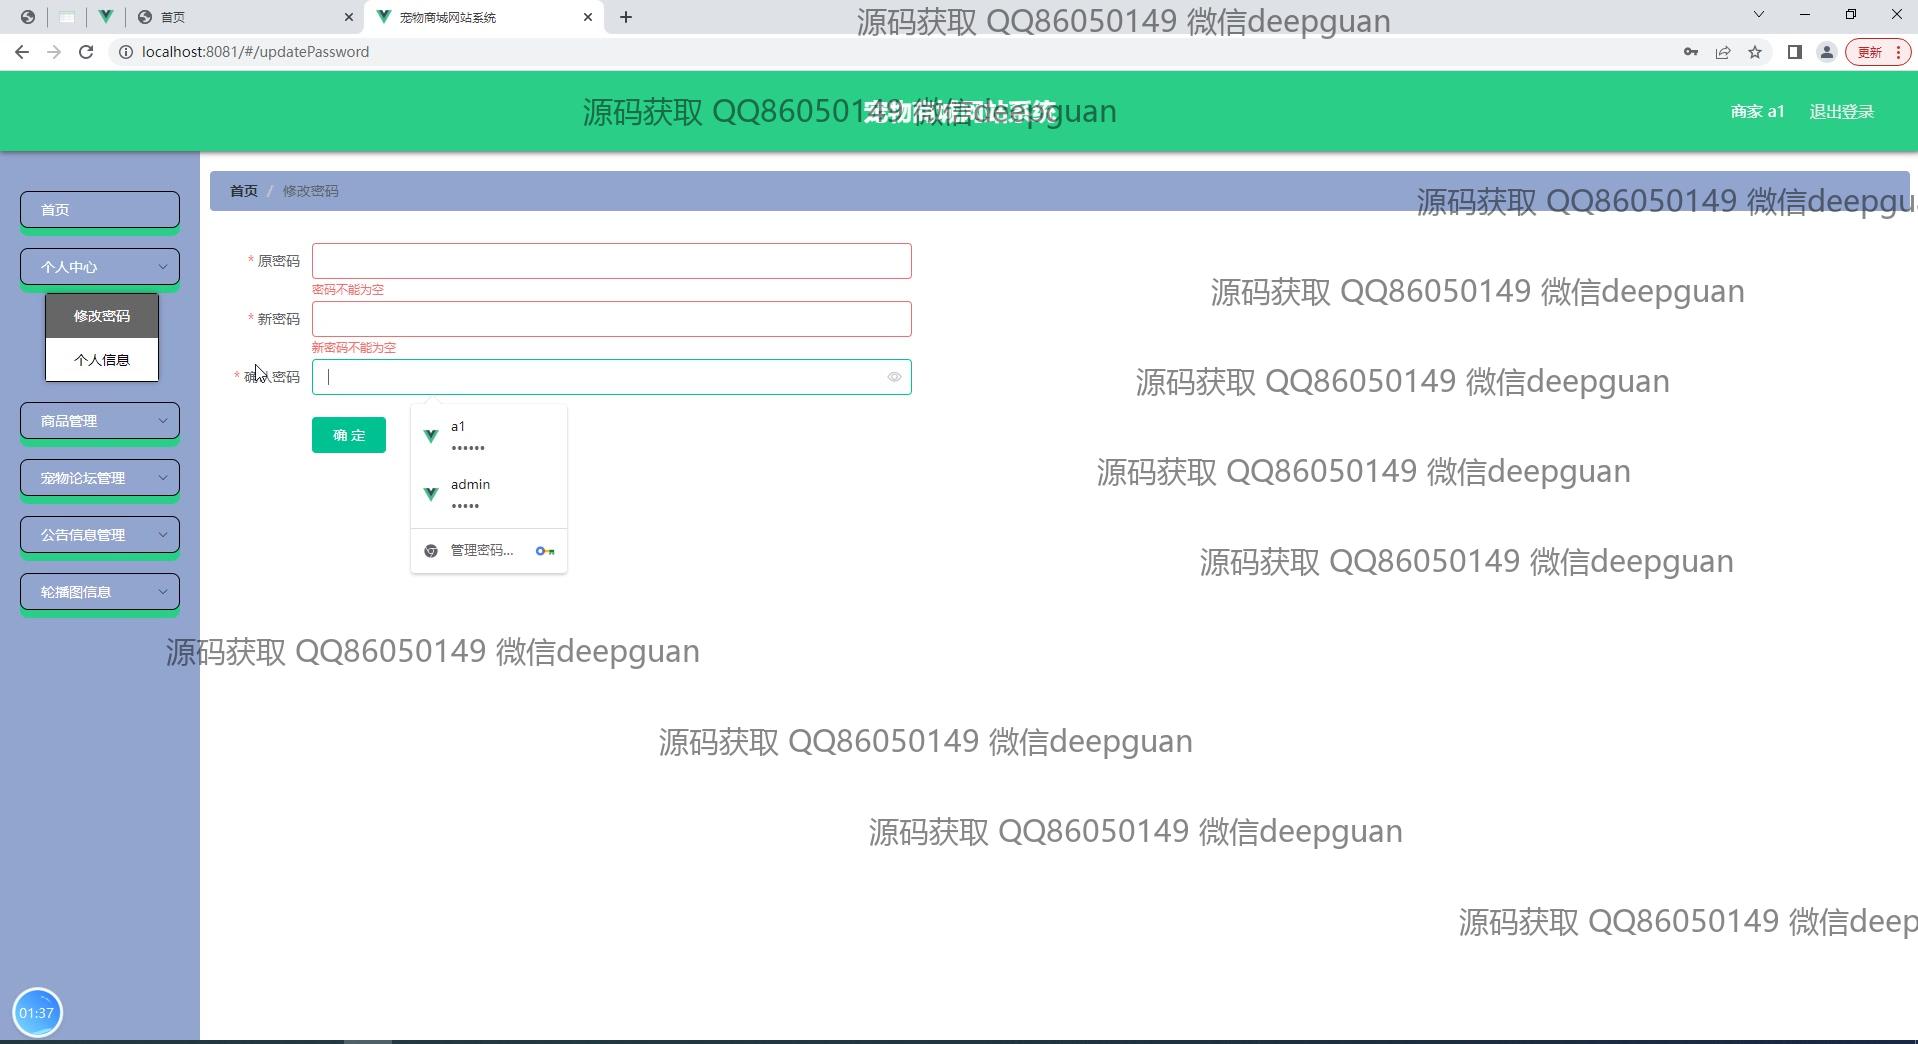 首页
宠物商城网站系统
源码获取 QQ86050149 微信deepguan
localhost:8081/#/updatePassword
更新
源码获取 QQ86050149 微信deepguan
宠物商城网站系统
商家 a1
退出登录
首页
首页 / 修改密码
源码获取 QQ86050149 微信deepgu
个人中心
* 原密码
密码不能为空
源码获取 QQ86050149 微信deepguan
修改密码
* 新密码
新密码不能为空
个人信息
* 确认密码
源码获取 QQ86050149 微信deepguan
商品管理
确 定
a1
••••••
宠物论坛管理
admin
•••••
源码获取 QQ86050149 微信deepguan
公告信息管理
管理密码...
源码获取 QQ86050149 微信deepguan
轮播图信息
源码获取 QQ86050149 微信deepguan
源码获取 QQ86050149 微信deepguan
源码获取 QQ86050149 微信deepguan
源码获取 QQ86050149 微信deep
01:37